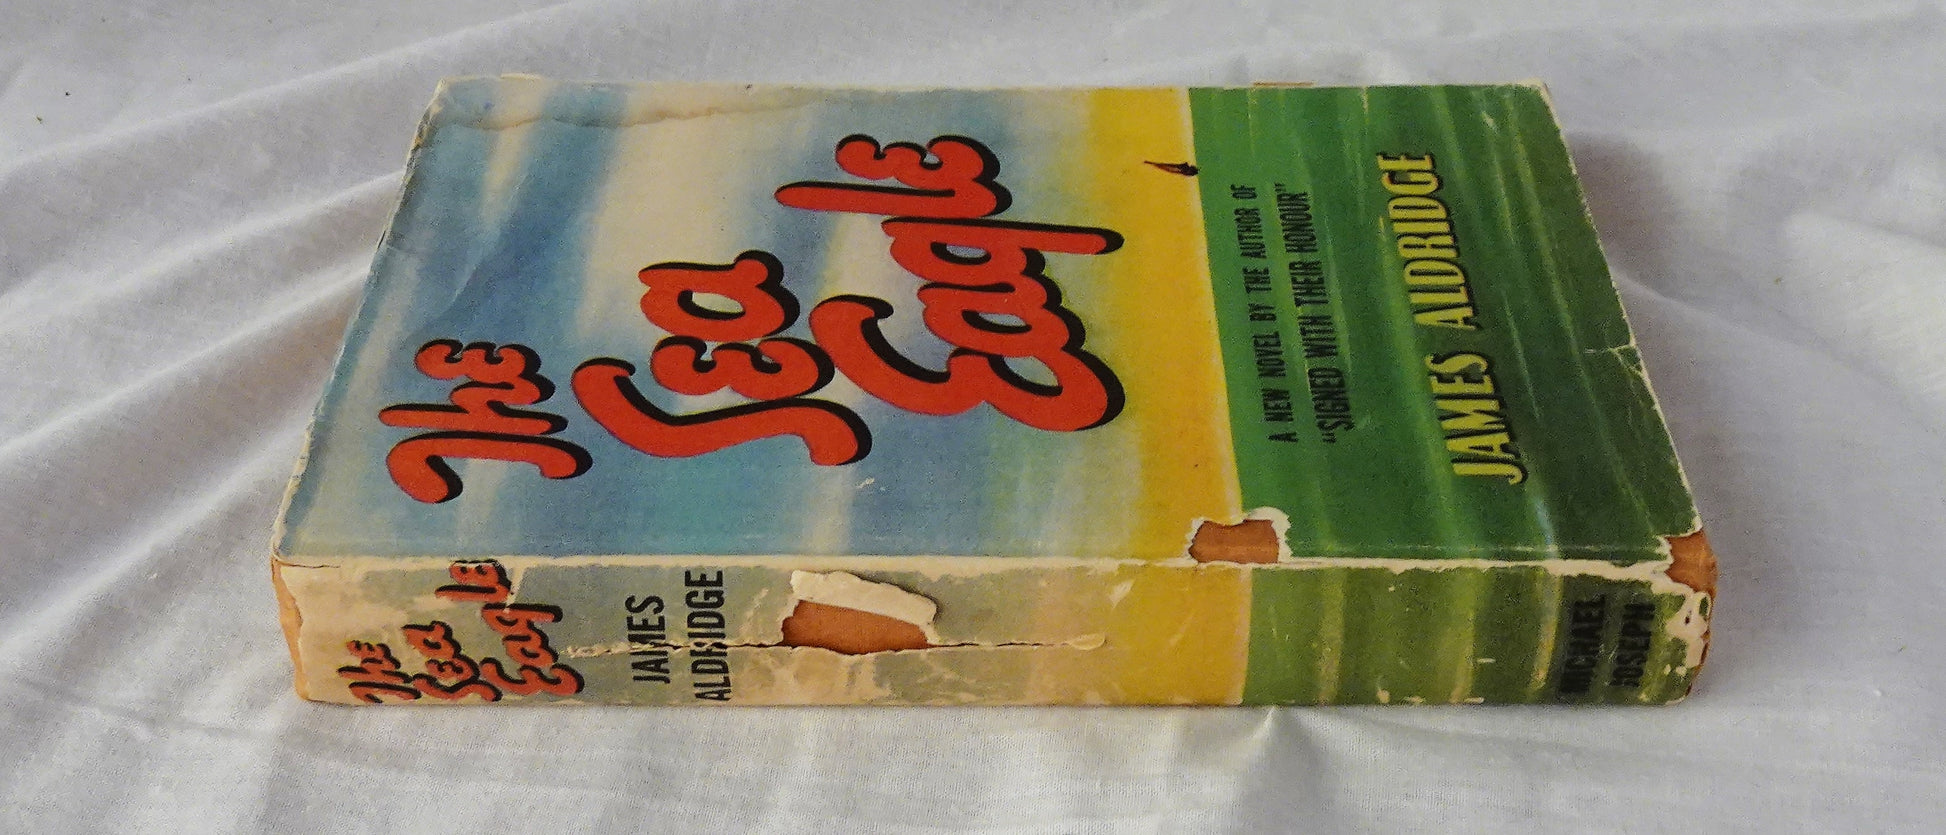 The
Sea
Eagle
A NEW NOVEL BY THE AUTHOR OF
"SIGNED WITH THEIR HONOUR"
JAMES ALDRIDGE
The
Sea
Eagle
JAMES
ALDRIDGE
MICHAEL
JOSEPH